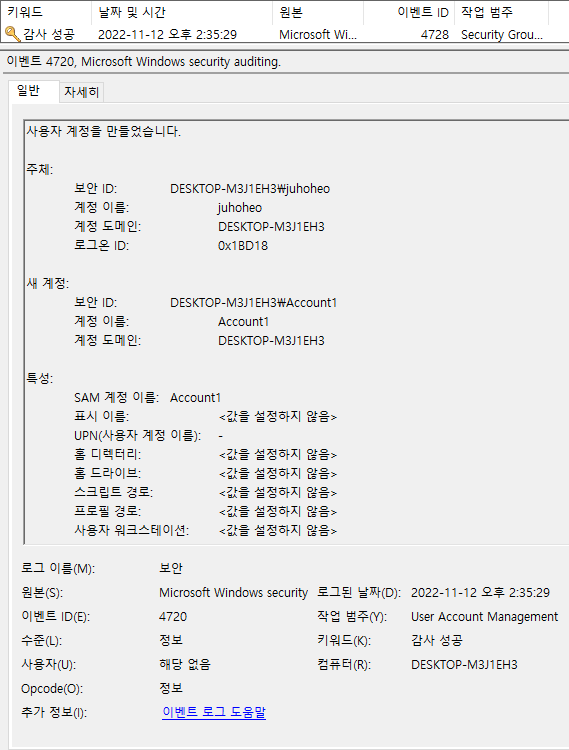 키워드 날짜 및 시간 원본 이벤트 ID 작업 범주
감사 성공 2022-11-12 오후 2:35:29 Microsoft Wi... 4728 Security Grou...
이벤트 4720, Microsoft Windows security auditing.
일반 자세히
사용자 계정을 만들었습니다.
주체:
보안 ID: DESKTOP-M3J1EH3₩juhoheo
계정 이름: juhoheo
계정 도메인: DESKTOP-M3J1EH3
로그온 ID: 0x1BD18
새 계정:
보안 ID: DESKTOP-M3J1EH3₩Account1
계정 이름: Account1
계정 도메인: DESKTOP-M3J1EH3
특성:
SAM 계정 이름: Account1
표시 이름: <값을 설정하지 않음>
UPN(사용자 계정 이름): -
홈 디렉터리: <값을 설정하지 않음>
홈 드라이브: <값을 설정하지 않음>
스크립트 경로: <값을 설정하지 않음>
프로필 경로: <값을 설정하지 않음>
사용자 워크스테이션: <값을 설정하지 않음>
로그 이름(M): 보안
원본(S): Microsoft Windows security 로그된 날짜(D): 2022-11-12 오후 2:35:29
이벤트 ID(E): 4720 작업 범주(Y): User Account Management
수준(L): 정보 키워드(K): 감사 성공
사용자(U): 해당 없음 컴퓨터(R): DESKTOP-M3J1EH3
Opcode(O): 정보
추가 정보(I): 이벤트 로그 도움말